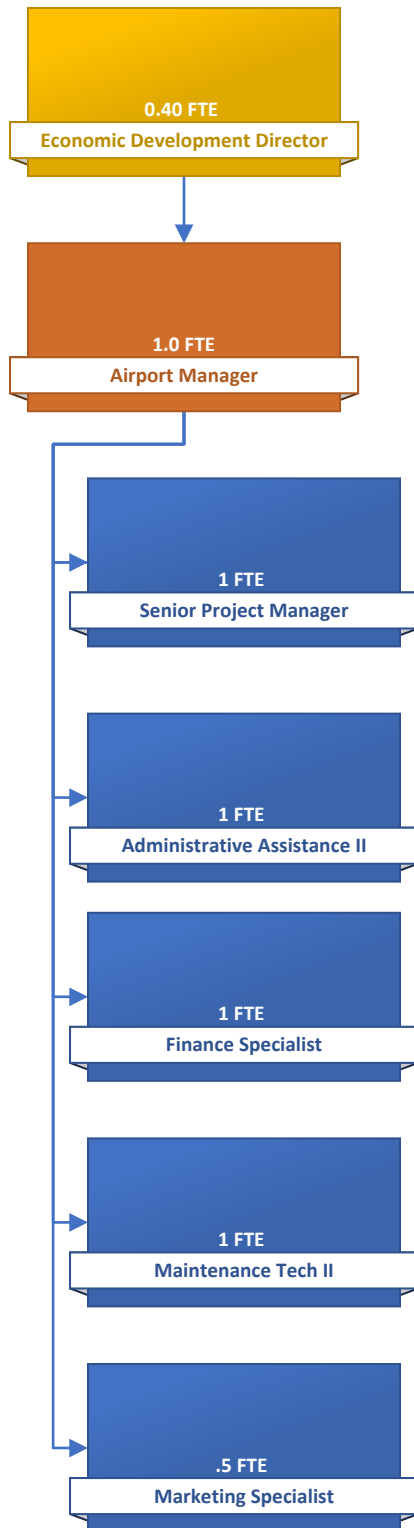 0.40 FTE
Economic Development Director
1.0 FTE
Airport Manager
1 FTE
Senior Project Manager
1 FTE
Administrative Assistance II
1 FTE
Finance Specialist
1 FTE
Maintenance Tech II
.5 FTE
Marketing Specialist